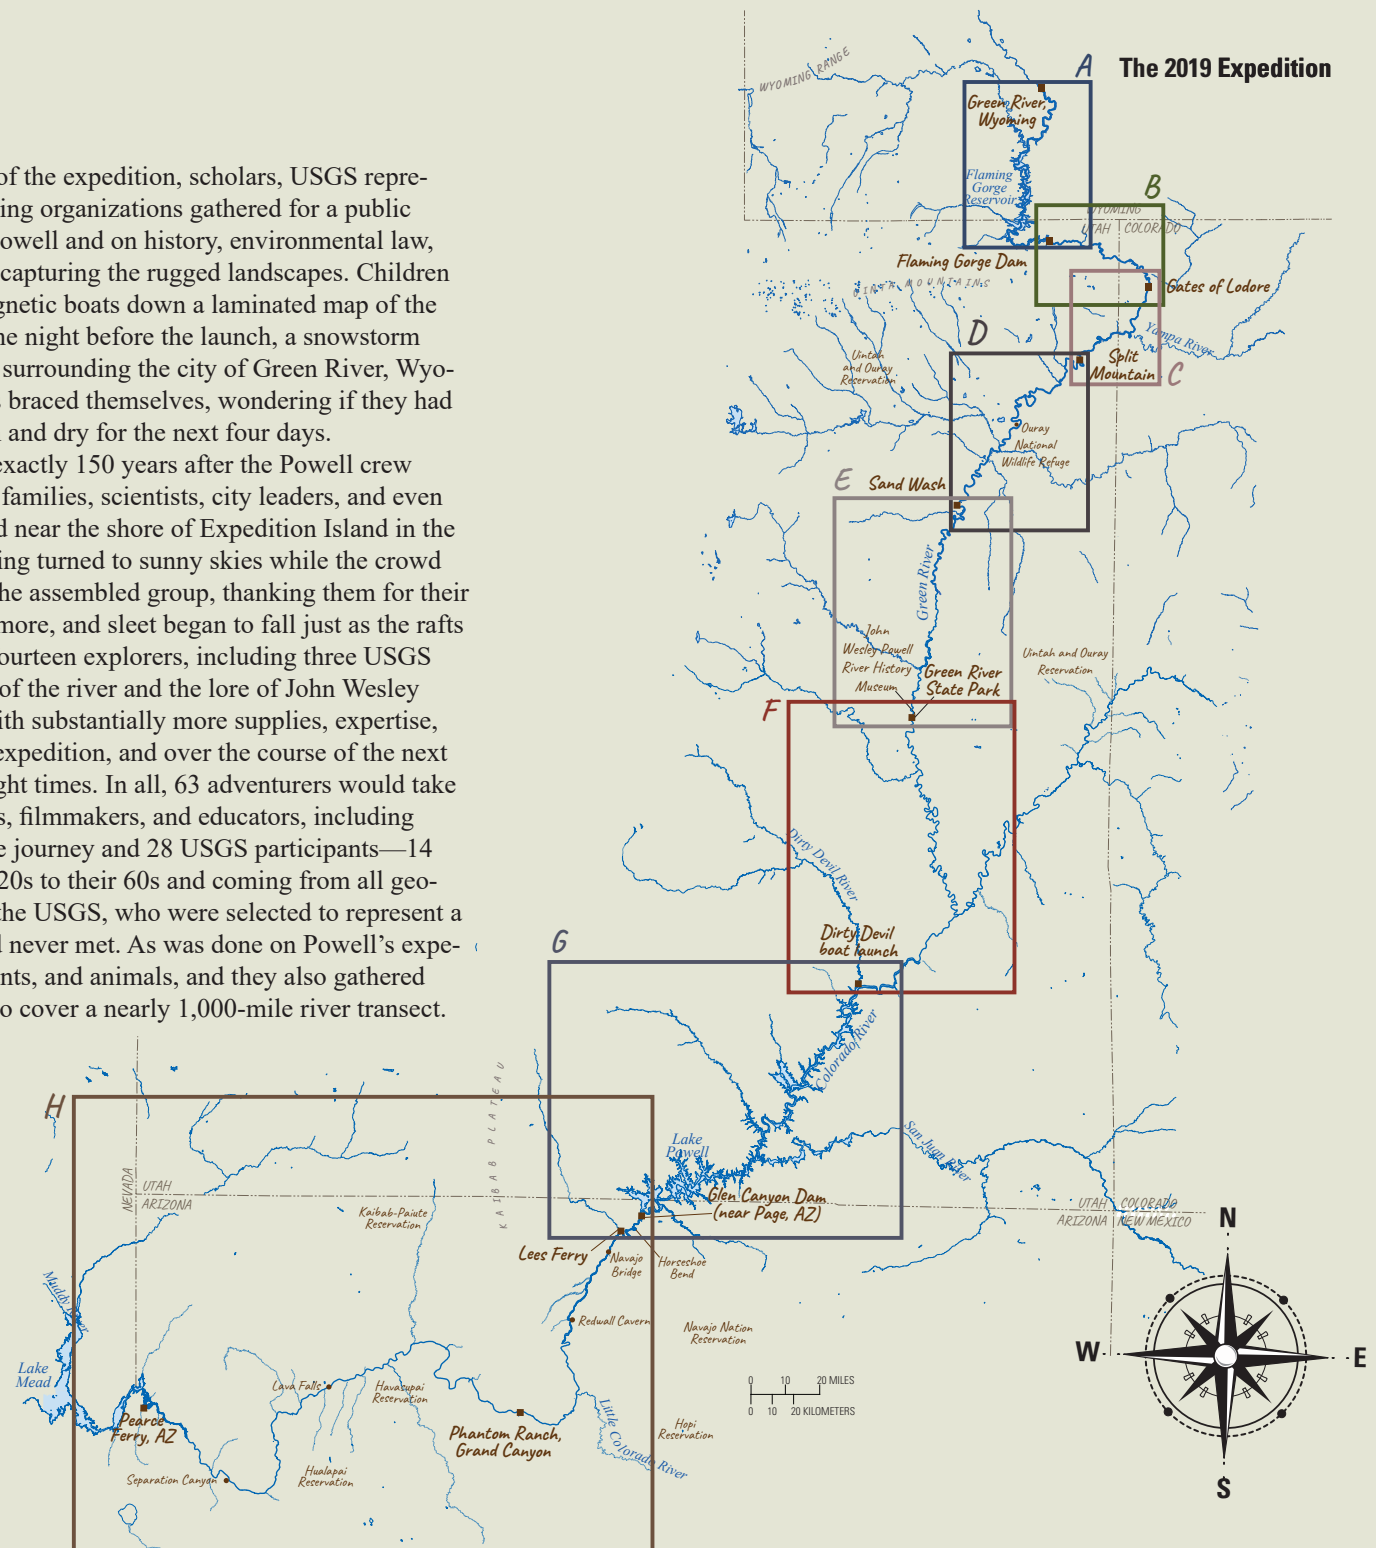 The 2019 Expedition
of the expedition, scholars, USGS repre-
ing organizations gathered for a public
owell and on history, environmental law,
capturing the rugged landscapes. Children
gnetic boats down a laminated map of the
ne night before the launch, a snowstorm
surrounding the city of Green River, Wyo-
s braced themselves, wondering if they had
and dry for the next four days.
exactly 150 years after the Powell crew
families, scientists, city leaders, and even
d near the shore of Expedition Island in the
ing turned to sunny skies while the crowd
he assembled group, thanking them for their
more, and sleet began to fall just as the rafts
ourteen explorers, including three USGS
of the river and the lore of John Wesley
ith substantially more supplies, expertise,
expedition, and over the course of the next
ght times. In all, 63 adventurers would take
s, filmmakers, and educators, including
e journey and 28 USGS participants—14
20s to their 60s and coming from all geo-
the USGS, who were selected to represent a
d never met. As was done on Powell’s expe-
nts, and animals, and they also gathered
o cover a nearly 1,000-mile river transect.
WYOMING RANGE
A
Green River,
Wyoming
Flaming
Gorge
Reservoir
B
WYOMING
UTAH
COLORADO
Flaming Gorge Dam
UINTA MOUNTAINS
Gates of Lodore
Yampa River
D
Split
Mountain
C
Uintah
and Ouray
Reservation
Ouray
National
Wildlife Refuge
E
Sand Wash
Green River
John
Wesley Powell
River History
Museum
Green River
State Park
Uintah and Ouray
Reservation
F
Dirty Devil River
Dirty Devil
boat launch
G
Colorado River
KAIBAB PLATEAU
H
Lake
Powell
San Juan River
NEVADA
UTAH
ARIZONA
Glen Canyon Dam
(near Page, AZ)
UTAH
COLORADO
ARIZONA
NEW MEXICO
Kaibab-Paiute
Reservation
Lees Ferry
Navajo
Bridge
Horseshoe
Bend
Muddy River
Redwall Cavern
Navajo Nation
Reservation
Lake
Mead
Lava Falls
Havasupai
Reservation
Pearce
Ferry, AZ
Phantom Ranch,
Grand Canyon
Little Colorado River
Hopi
Reservation
Separation Canyon
Hualapai
Reservation
0 10 20 MILES
0 10 20 KILOMETERS
N
W
E
S